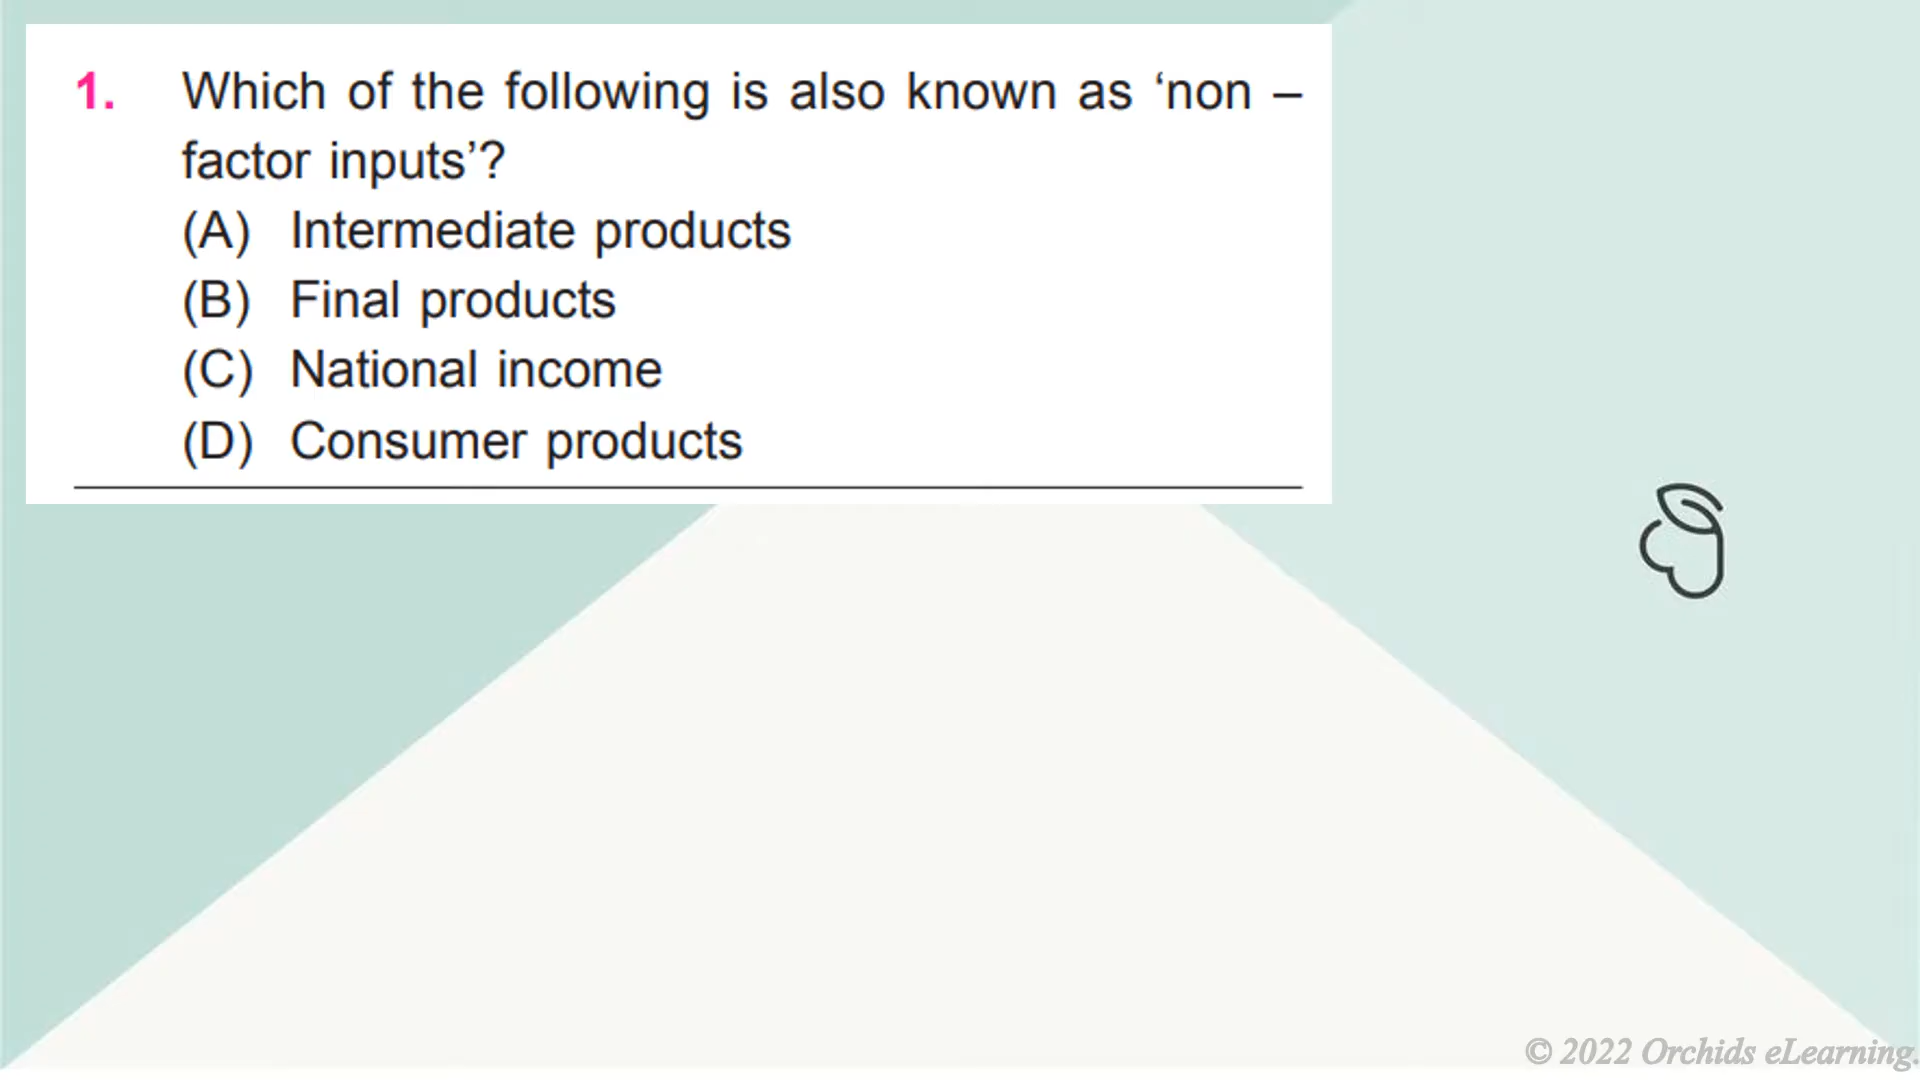 1. Which of the following is also known as ‘non –
factor inputs’?
(A) Intermediate products
(B) Final products
(C) National income
(D) Consumer products
© 2022 Orchids eLearning.